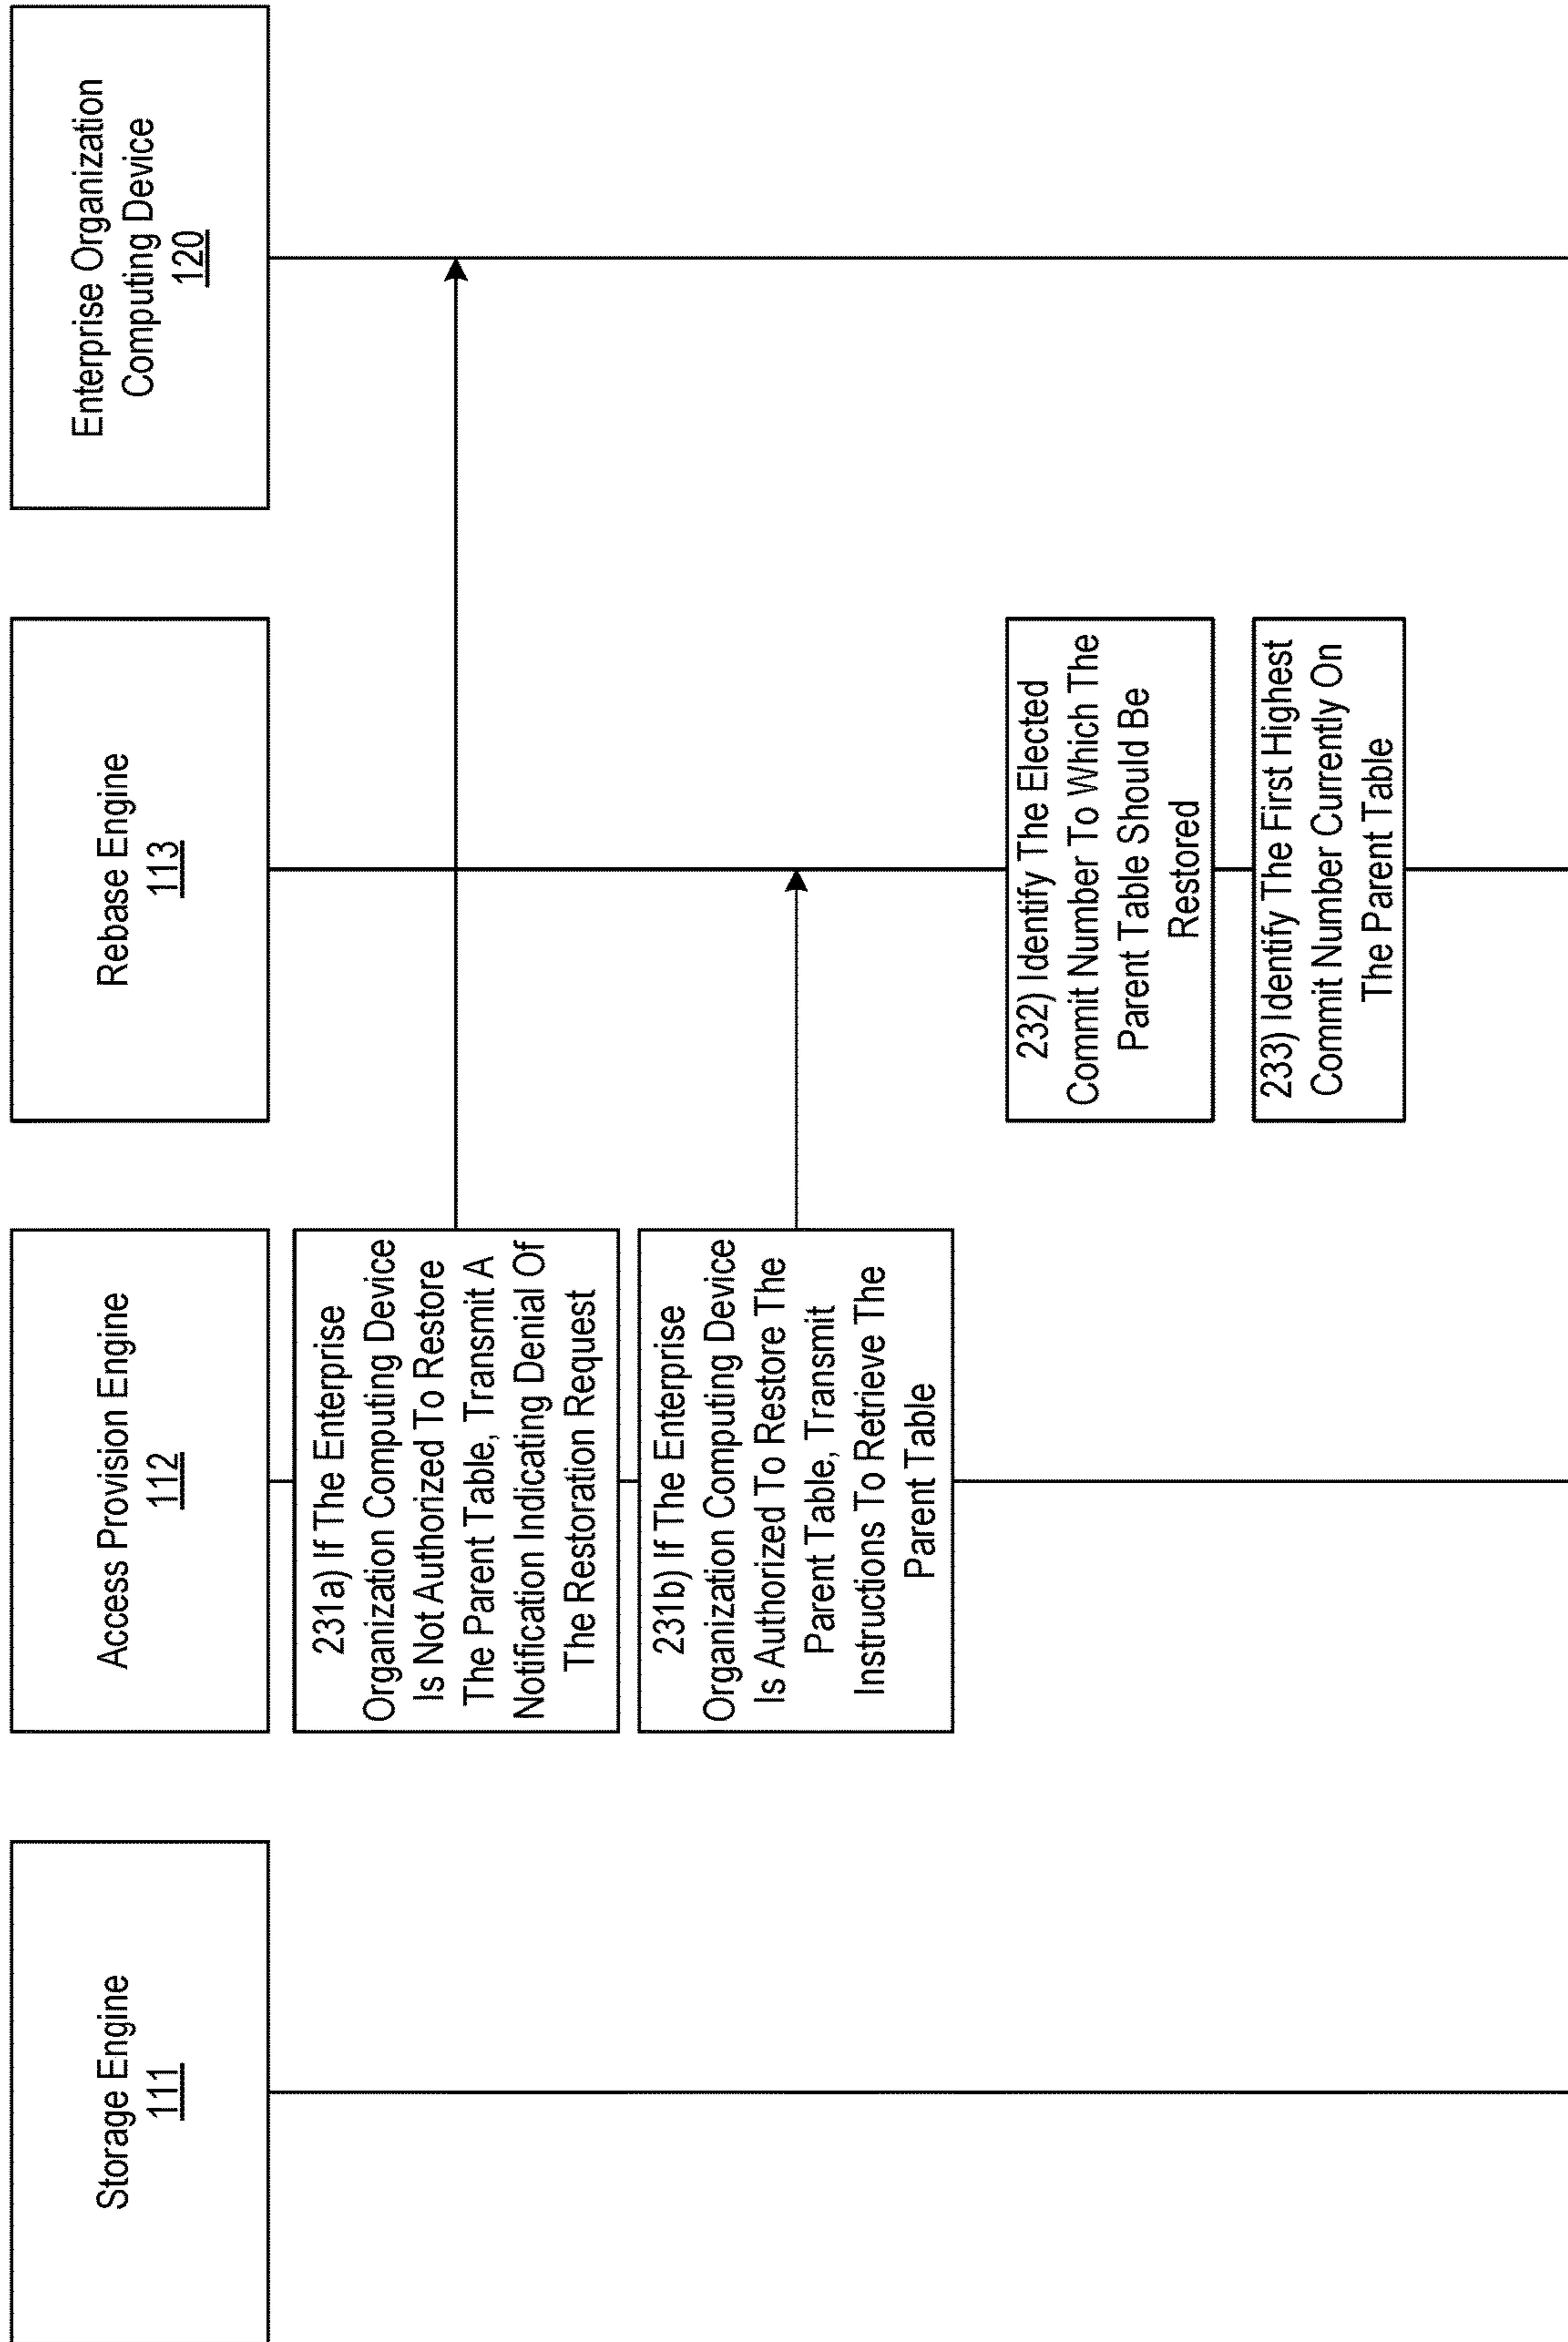 Storage Engine
111
Access Provision Engine
112
Rebase Engine
113
Enterprise Organization
Computing Device
120
231a) If The Enterprise
Organization Computing Device
Is Not Authorized To Restore
The Parent Table, Transmit A
Notification Indicating Denial Of
The Restoration Request
231b) If The Enterprise
Organization Computing Device
Is Authorized To Restore The
Parent Table, Transmit
Instructions To Retrieve The
Parent Table
232) Identify The Elected
Commit Number To Which The
Parent Table Should Be
Restored
233) Identify The First Highest
Commit Number Currently On
The Parent Table